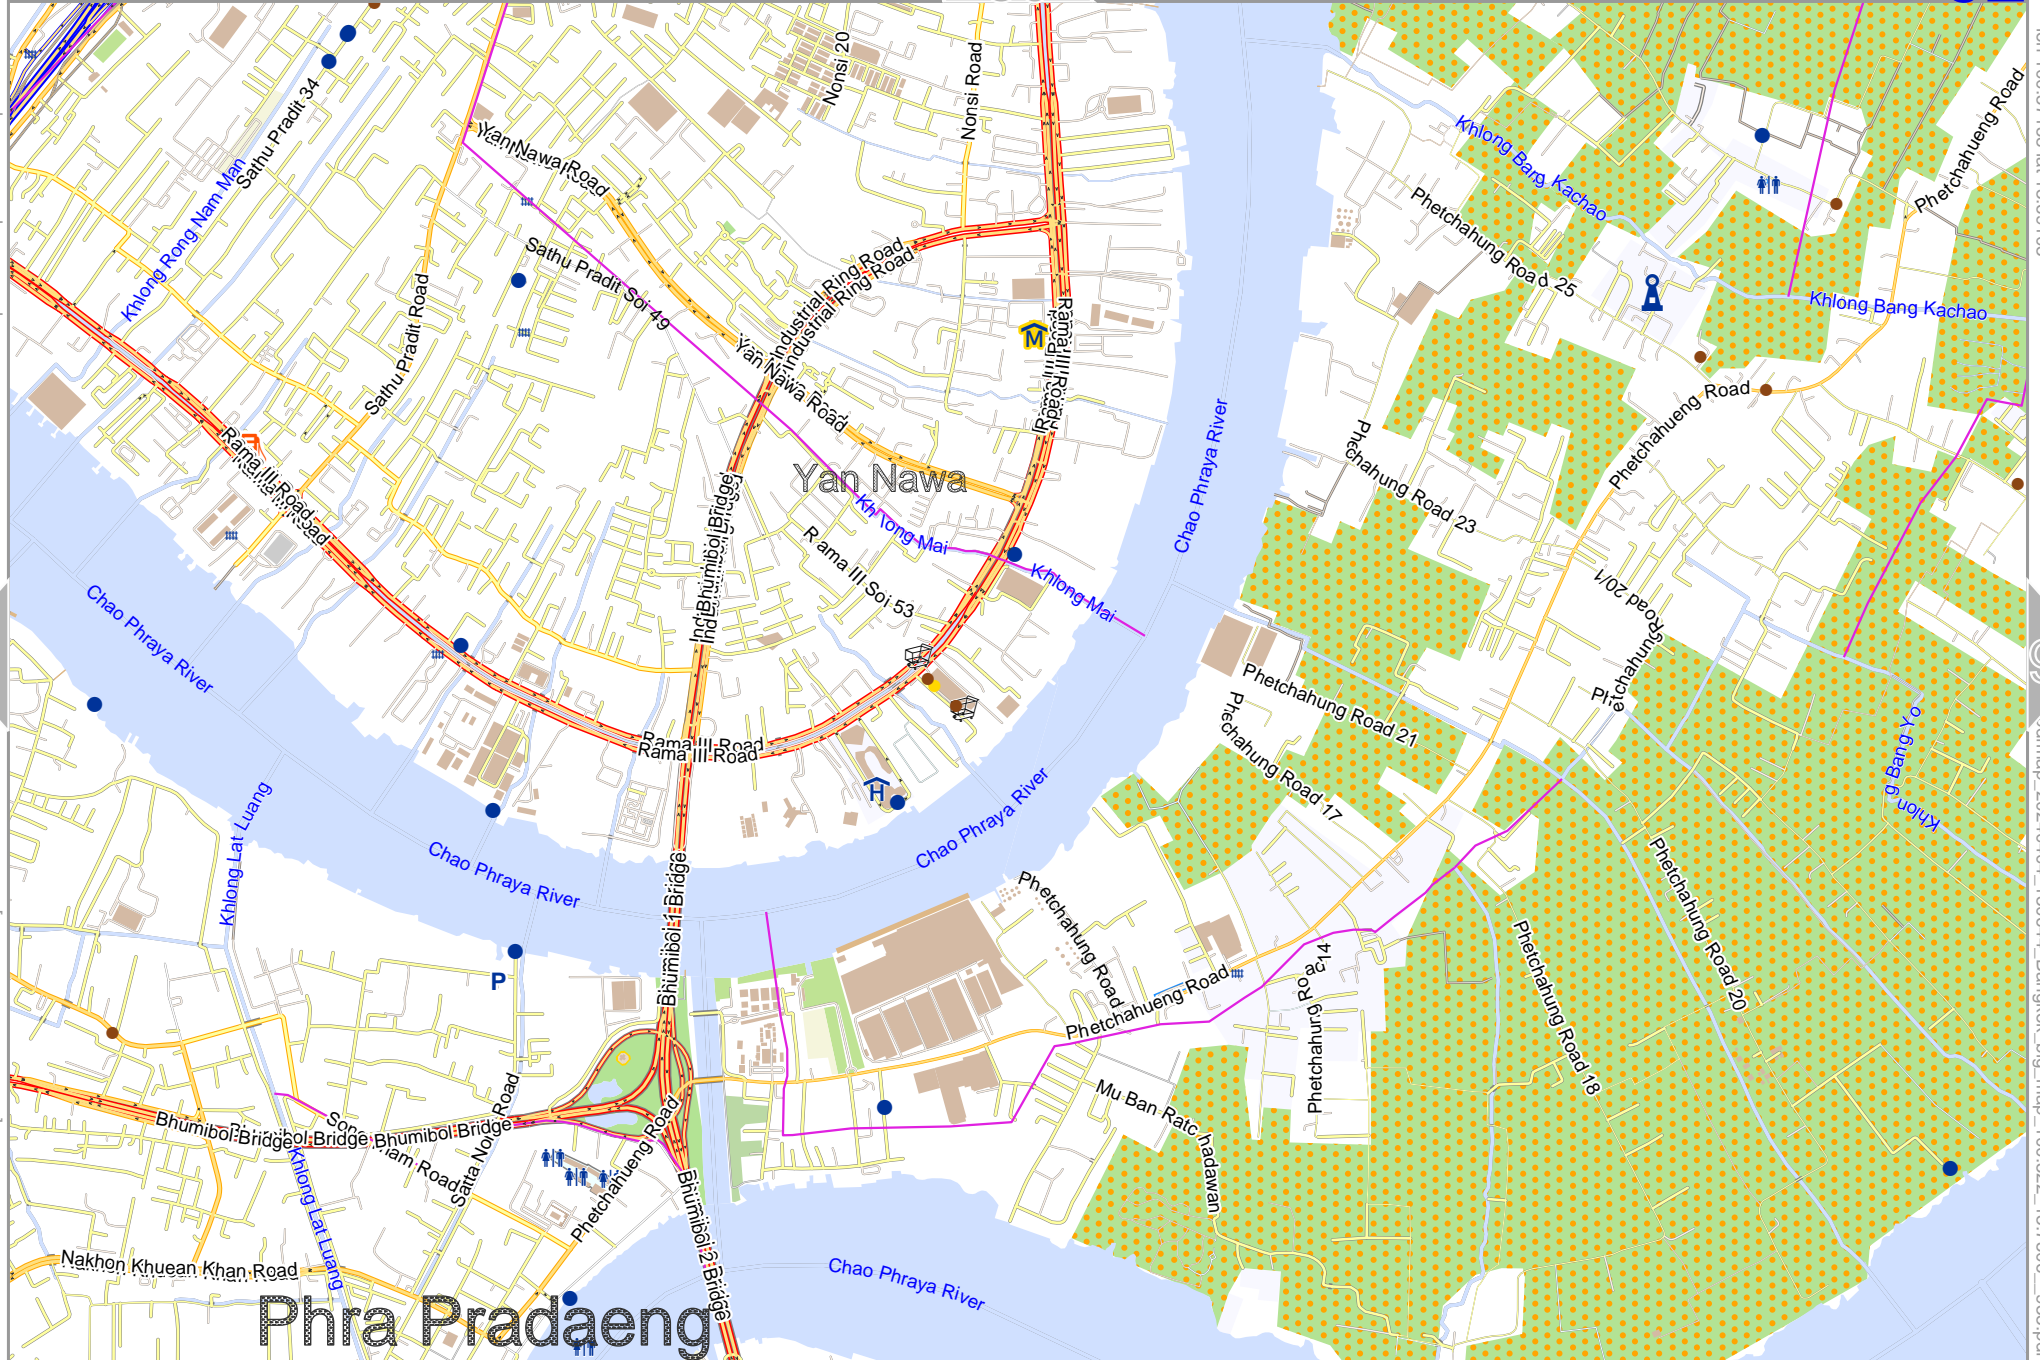 Nonsi 20
Nonsi Road
Sathu Pradit 34
Yan Nawa Road
Khlong Rong Nam Man
Khlong Bang Kachao
Phetchahueng Road
Phetchahung Road 25
Sathu Pradit Soi 49
Industrial Ring Road
Industrial Ring Road
Khlong Bang Kachao
Sathu Pradit Road
M
Rama III Road
Yan Nawa Road
Phetchahueng Road
Rama III Road
Yan Nawa
Phetchahung Road 23
Chao Phraya River
Bhumibol Bridge
Khlong Mai
Rama III Soi 53
Khlong Mai
Phetchahung Road 20/1
Chao Phraya River
Phetchahung Road 21
Phetchahung Road 17
Rama III Road
Rama III Road
Khlong Bang Yo
H
Chao Phraya River
Khlong Lat Luang
Chao Phraya River
Bhumibol 1 Bridge
Phetchahung Road
Phetchahung Road 20
Phetchahung Road 18
P
Phetchahueng Road
Phetchahung Road 14
Mu Ban Ratchadawan
Bhumibol Bridge
Bhumibol Bridge
Satta Nom Road
Phetchahueng Road
Khlong Lat Luang
Bhumibol 2 Bridge
Nakhon Khuean Khan Road
Chao Phraya River
Phra Pradaeng